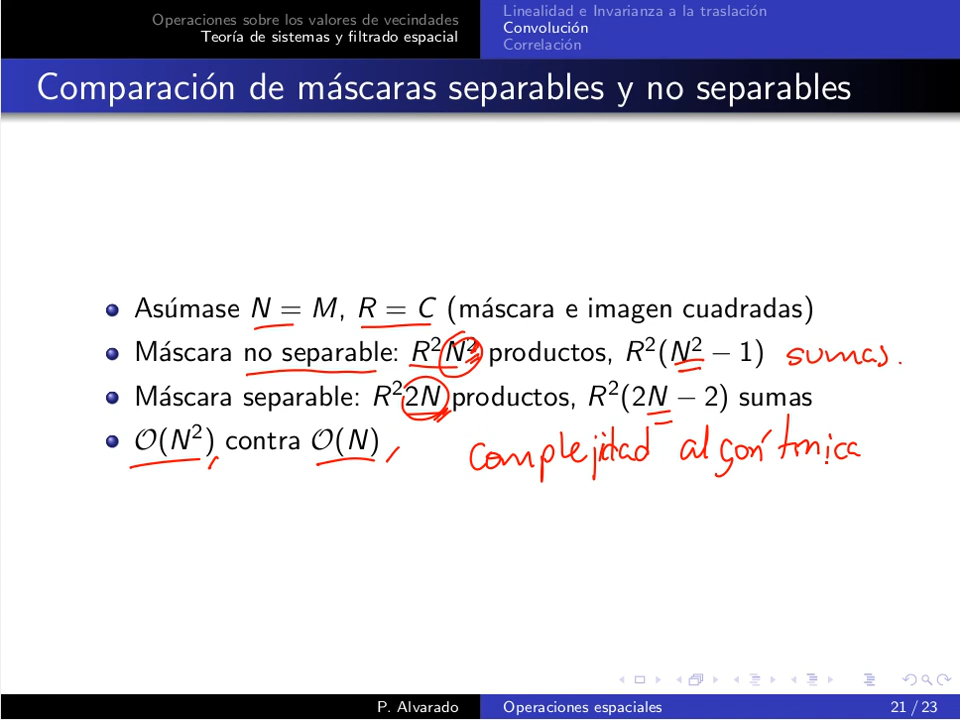 Operaciones sobre los valores de vecindades
Teoría de sistemas y filtrado espacial
Linealidad e Invarianza a la traslación
Convolución
Correlación
Comparación de máscaras separables y no separables
Asúmase N = M, R = C (máscara e imagen cuadradas)
Máscara no separable: R²N² productos, R²(N² − 1) sumas.
Máscara separable: R²2N productos, R²(2N − 2) sumas
O(N²) contra O(N)
complejidad algorítmica
P. Alvarado
Operaciones espaciales
21 / 23